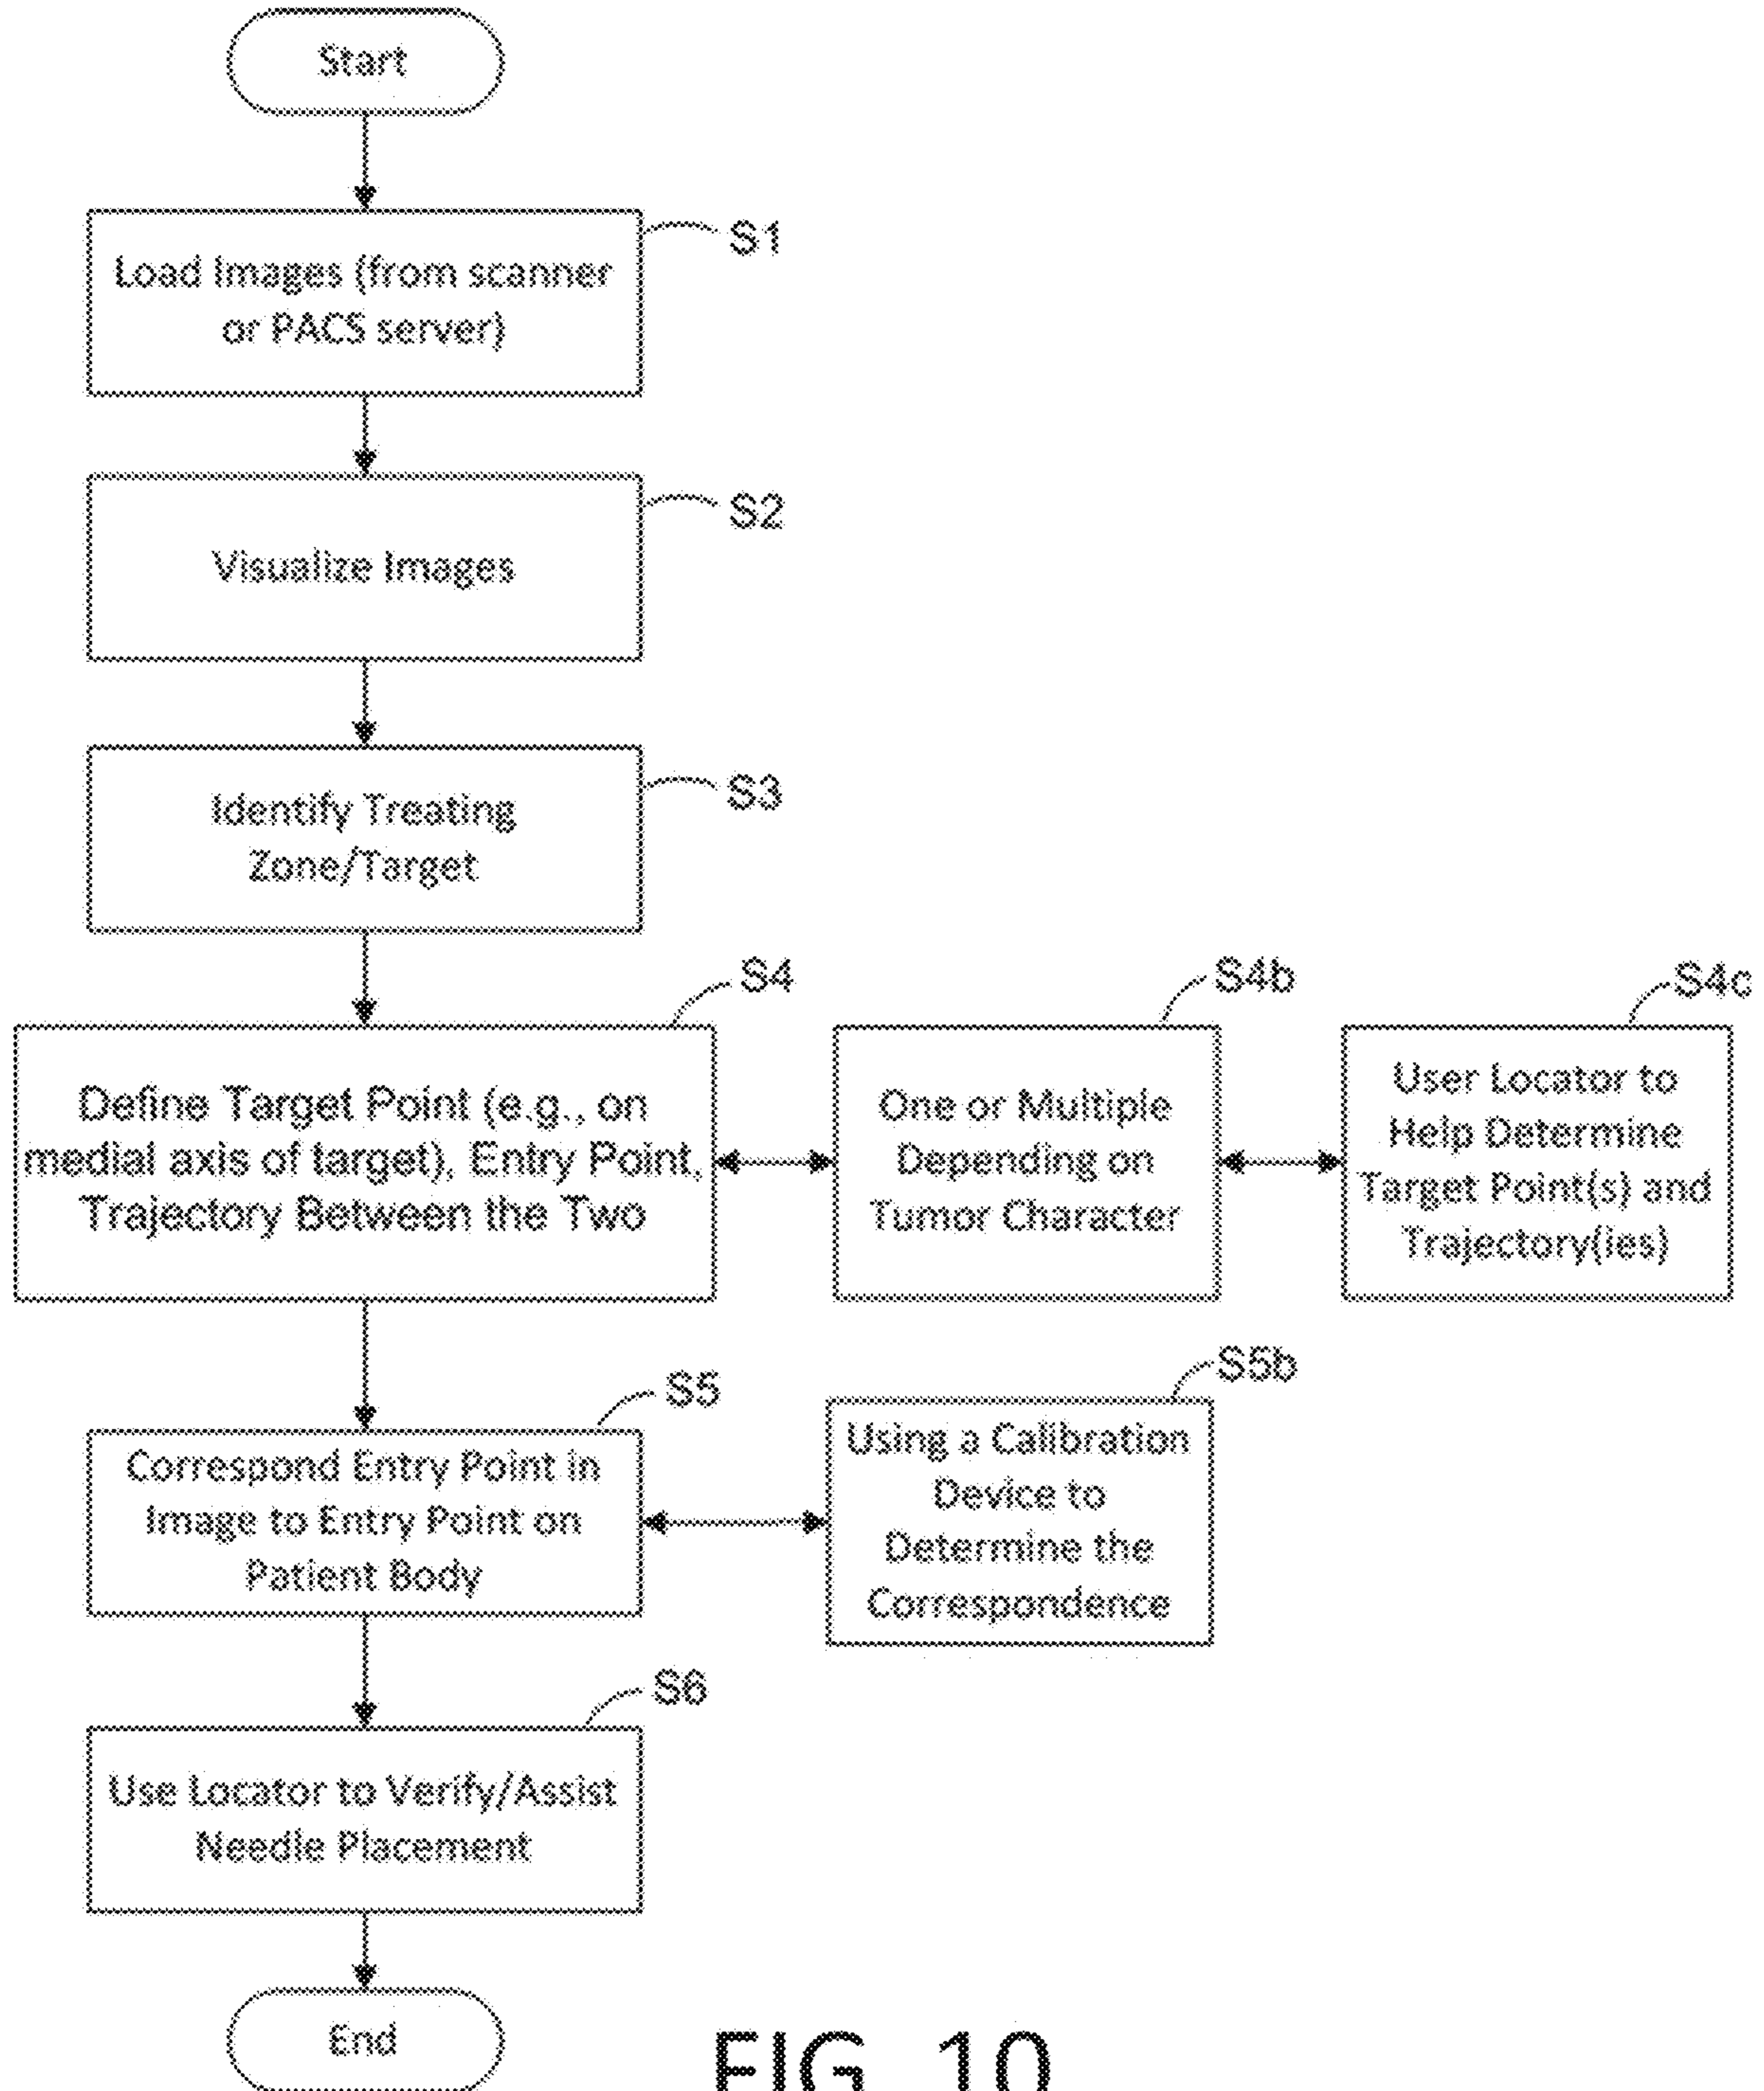 Start
S1
Load Images (from scanner
or PACS server)
S2
Visualize Images
S3
Identify Treating
Zone/Target
S4
Define Target Point (e.g., on
medial axis of target), Entry Point,
Trajectory Between the Two
S4b
One or Multiple
Depending on
Tumor Character
S4c
User Locator to
Help Determine
Target Point(s) and
Trajectory(ies)
S5
Correspond Entry Point in
Image to Entry Point on
Patient Body
S5b
Using a Calibration
Device to
Determine the
Correspondence
S6
Use Locator to Verify/Assist
Needle Placement
End
FIG. 10